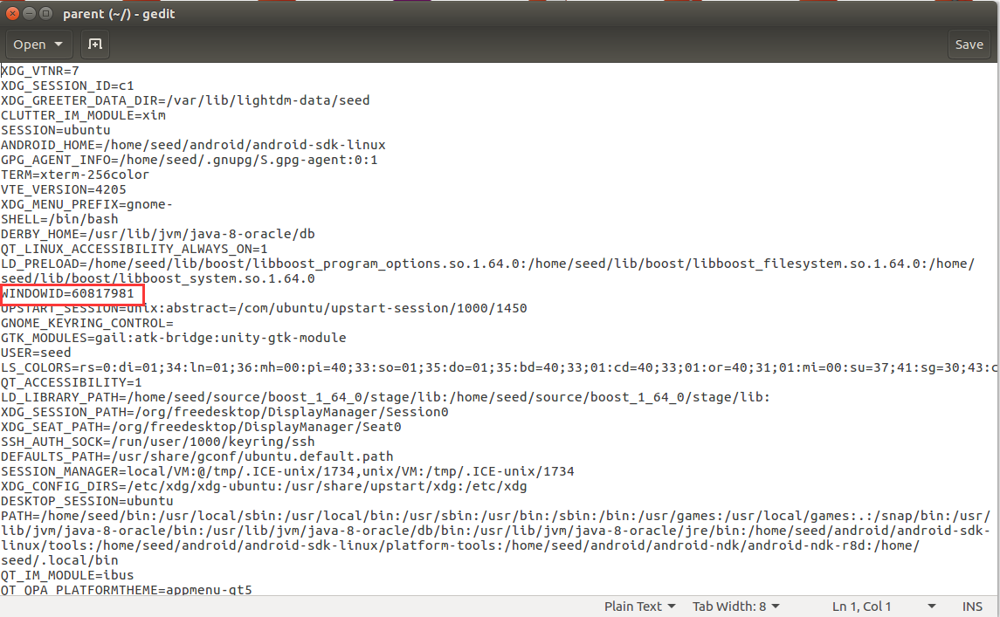 parent (~/) - gedit
Open
Save
XDG_VTNR=7
XDG_SESSION_ID=c1
XDG_GREETER_DATA_DIR=/var/lib/lightdm-data/seed
CLUTTER_IM_MODULE=xim
SESSION=ubuntu
ANDROID_HOME=/home/seed/android/android-sdk-linux
GPG_AGENT_INFO=/home/seed/.gnupg/S.gpg-agent:0:1
TERM=xterm-256color
VTE_VERSION=4205
XDG_MENU_PREFIX=gnome-
SHELL=/bin/bash
DERBY_HOME=/usr/lib/jvm/java-8-oracle/db
QT_LINUX_ACCESSIBILITY_ALWAYS_ON=1
LD_PRELOAD=/home/seed/lib/boost/libboost_program_options.so.1.64.0:/home/seed/lib/boost/libboost_filesystem.so.1.64.0:/home/
seed/lib/boost/libboost_system.so.1.64.0
WINDOWID=60817981
UPSTART_SESSION=unix:abstract=/com/ubuntu/upstart-session/1000/1450
GNOME_KEYRING_CONTROL=
GTK_MODULES=gail:atk-bridge:unity-gtk-module
USER=seed
LS_COLORS=rs=0:di=01;34:ln=01;36:mh=00:pi=40;33:so=01;35:do=01;35:bd=40;33;01:cd=40;33;01:or=40;31;01:mi=00:su=37;41:sg=30;43:c
QT_ACCESSIBILITY=1
LD_LIBRARY_PATH=/home/seed/source/boost_1_64_0/stage/lib:/home/seed/source/boost_1_64_0/stage/lib:
XDG_SESSION_PATH=/org/freedesktop/DisplayManager/Session0
XDG_SEAT_PATH=/org/freedesktop/DisplayManager/Seat0
SSH_AUTH_SOCK=/run/user/1000/keyring/ssh
DEFAULTS_PATH=/usr/share/gconf/ubuntu.default.path
SESSION_MANAGER=local/VM:@/tmp/.ICE-unix/1734,unix/VM:/tmp/.ICE-unix/1734
XDG_CONFIG_DIRS=/etc/xdg/xdg-ubuntu:/usr/share/upstart/xdg:/etc/xdg
DESKTOP_SESSION=ubuntu
PATH=/home/seed/bin:/usr/local/sbin:/usr/local/bin:/usr/sbin:/usr/bin:/sbin:/bin:/usr/games:/usr/local/games:.:/snap/bin:/usr/
lib/jvm/java-8-oracle/bin:/usr/lib/jvm/java-8-oracle/db/bin:/usr/lib/jvm/java-8-oracle/jre/bin:/home/seed/android/android-sdk-
linux/tools:/home/seed/android/android-sdk-linux/platform-tools:/home/seed/android/android-ndk/android-ndk-r8d:/home/
seed/.local/bin
QT_IM_MODULE=ibus
QT_QPA_PLATFORMTHEME=appmenu-qt5
Plain Text Tab Width: 8 Ln 1, Col 1 INS